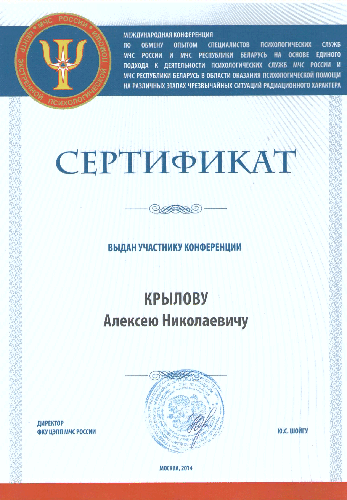 МЕЖДУНАРОДНАЯ КОНФЕРЕНЦИЯ
ПО ОБМЕНУ ОПЫТОМ СПЕЦИАЛИСТОВ ПСИХОЛОГИЧЕСКИХ СЛУЖБ
МЧС РОССИИ И МЧС РЕСПУБЛИКИ БЕЛАРУСЬ НА ОСНОВЕ ЕДИНОГО
ПОДХОДА К ДЕЯТЕЛЬНОСТИ ПСИХОЛОГИЧЕСКИХ СЛУЖБ МЧС РОССИИ И
МЧС РЕСПУБЛИКИ БЕЛАРУСЬ В ОБЛАСТИ ОКАЗАНИЯ ПСИХОЛОГИЧЕСКОЙ ПОМОЩИ
НА РАЗЛИЧНЫХ ЭТАПАХ ЧРЕЗВЫЧАЙНЫХ СИТУАЦИЙ РАДИАЦИОННОГО ХАРАКТЕРА
МЧС РОССИИ
СЕРТИФИКАТ
ВЫДАН УЧАСТНИКУ КОНФЕРЕНЦИИ
КРЫЛОВУ
Алексею Николаевичу
ДИРЕКТОР
ФКУ ЦЭПП МЧС РОССИИ
Ю.С. ШОЙГУ
МОСКВА, 2014